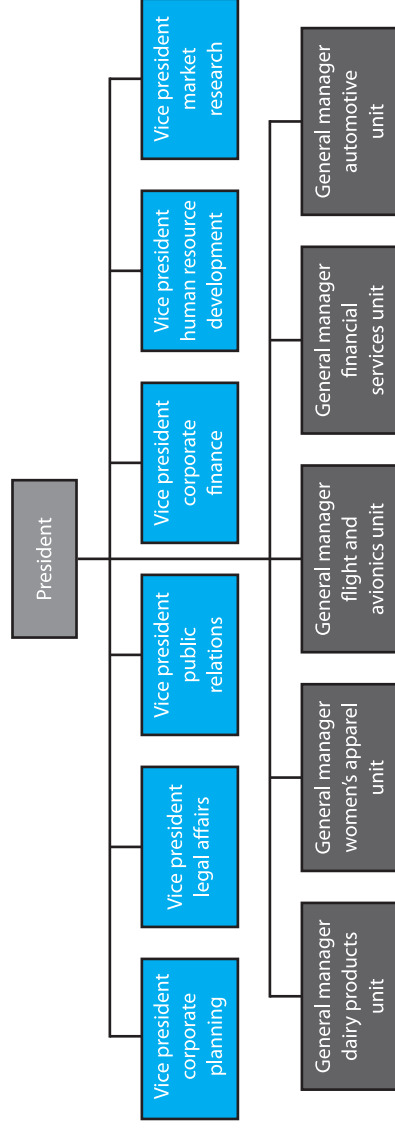 President
Vice president
corporate
planning
Vice president
legal affairs
Vice president
public
relations
Vice president
corporate
finance
Vice president
human resource
development
Vice president
market
research
General manager
dairy products
unit
General manager
women’s apparel
unit
General manager
flight and
avionics unit
General manager
financial
services unit
General manager
automotive
unit